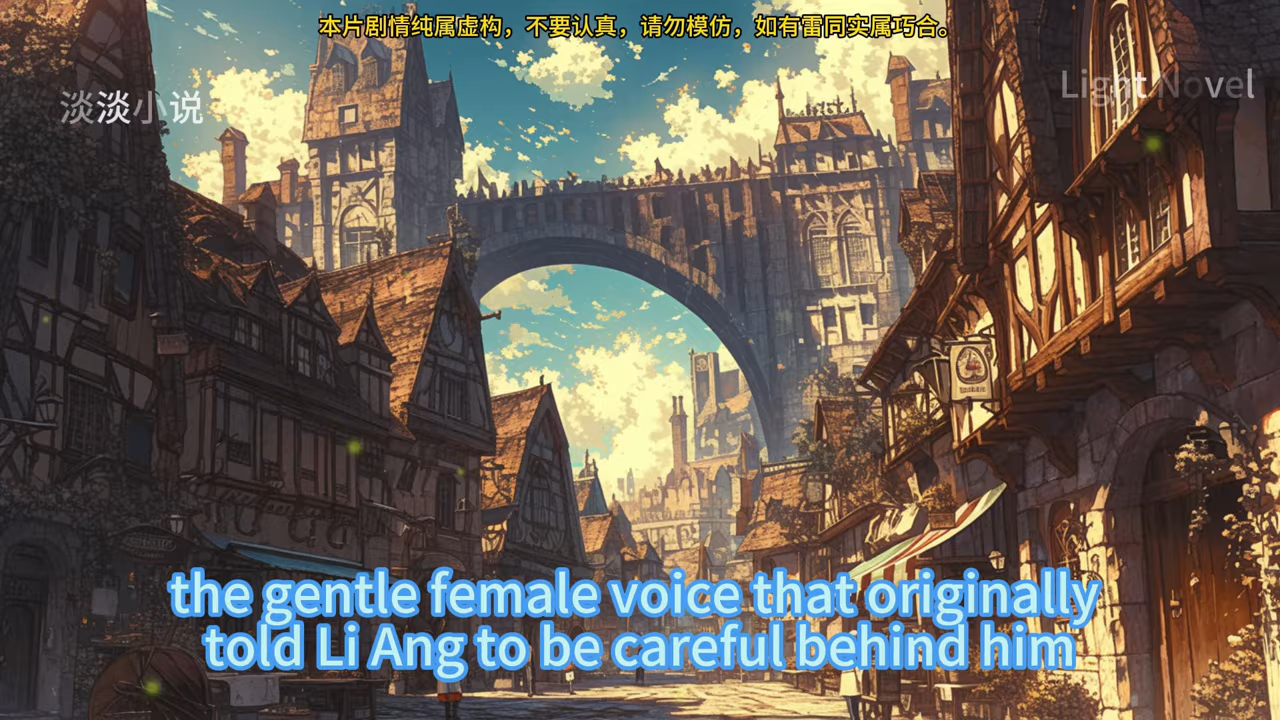 本片剧情纯属虚构，不要认真，请勿模仿，如有雷同实属巧合。
淡淡小说
Light Novel
the gentle female voice that originally
told Li Ang to be careful behind him